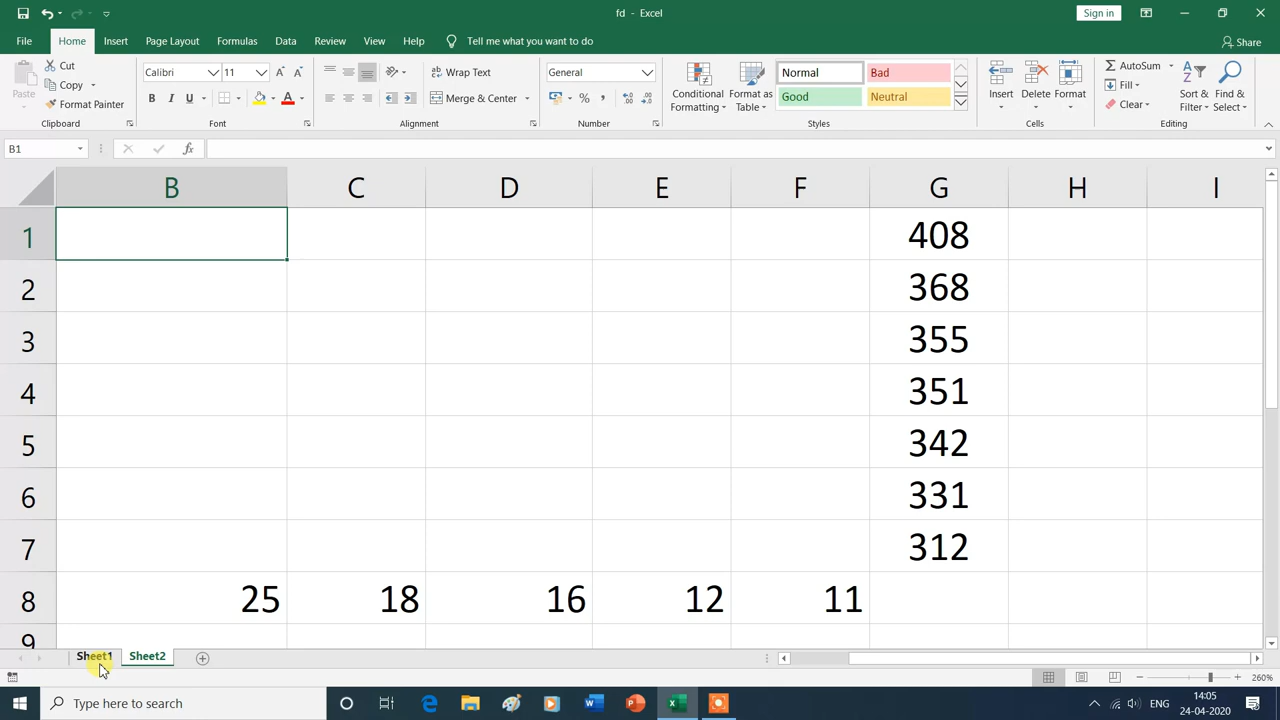 fd - Excel
Sign in
File Home Insert Page Layout Formulas Data Review View Help Tell me what you want to do Share
Paste
Cut
Copy
Format Painter
Clipboard
Calibri 11
B I U
Font
Wrap Text
Merge & Center
Alignment
General
Number
Conditional Formatting
Format as Table
Normal Bad
Good Neutral
Styles
Insert Delete Format
Cells
AutoSum
Fill
Clear
Sort & Filter
Find & Select
Editing
B1
B C D E F G H I
1 408
2 368
3 355
4 351
5 342
6 331
7 312
8 25 18 16 12 11
9
Sheet1 Sheet2
260%
Type here to search
ENG
14:05
24-04-2020